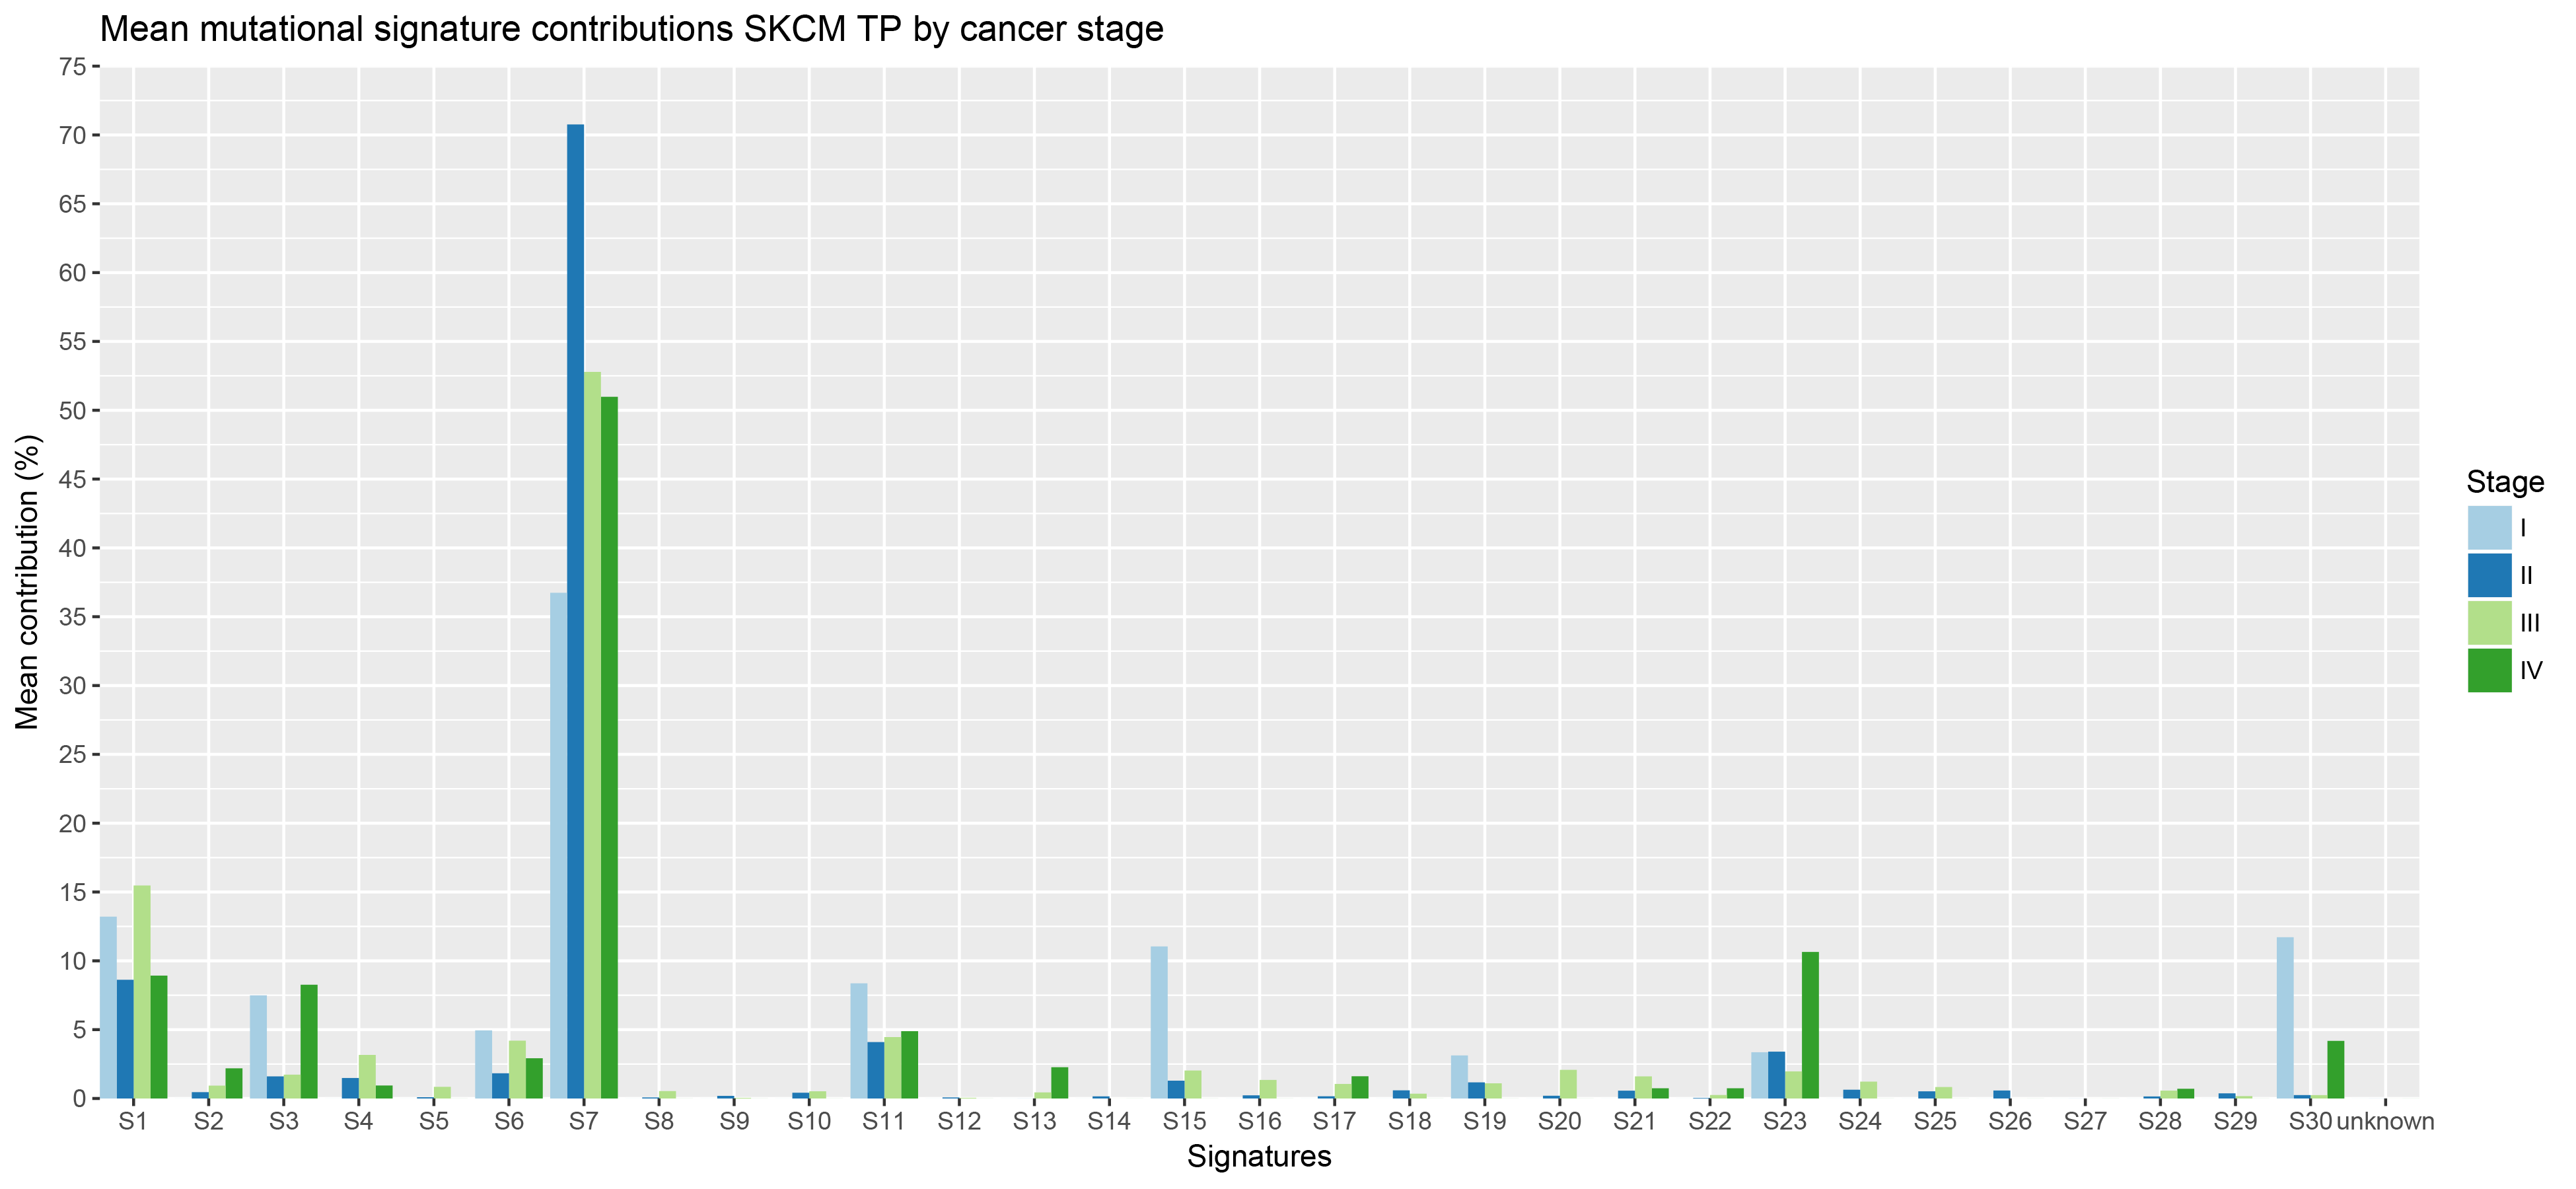 Mean mutational signature contributions SKCM TP by cancer stage
75
70
65
60
55
50
45
40
35
30
25
20
15
10
5
0
Mean contribution (%)
S1 S2 S3 S4 S5 S6 S7 S8 S9 S10 S11 S12 S13 S14 S15 S16 S17 S18 S19 S20 S21 S22 S23 S24 S25 S26 S27 S28 S29 S30 unknown
Signatures
Stage
I
II
III
IV